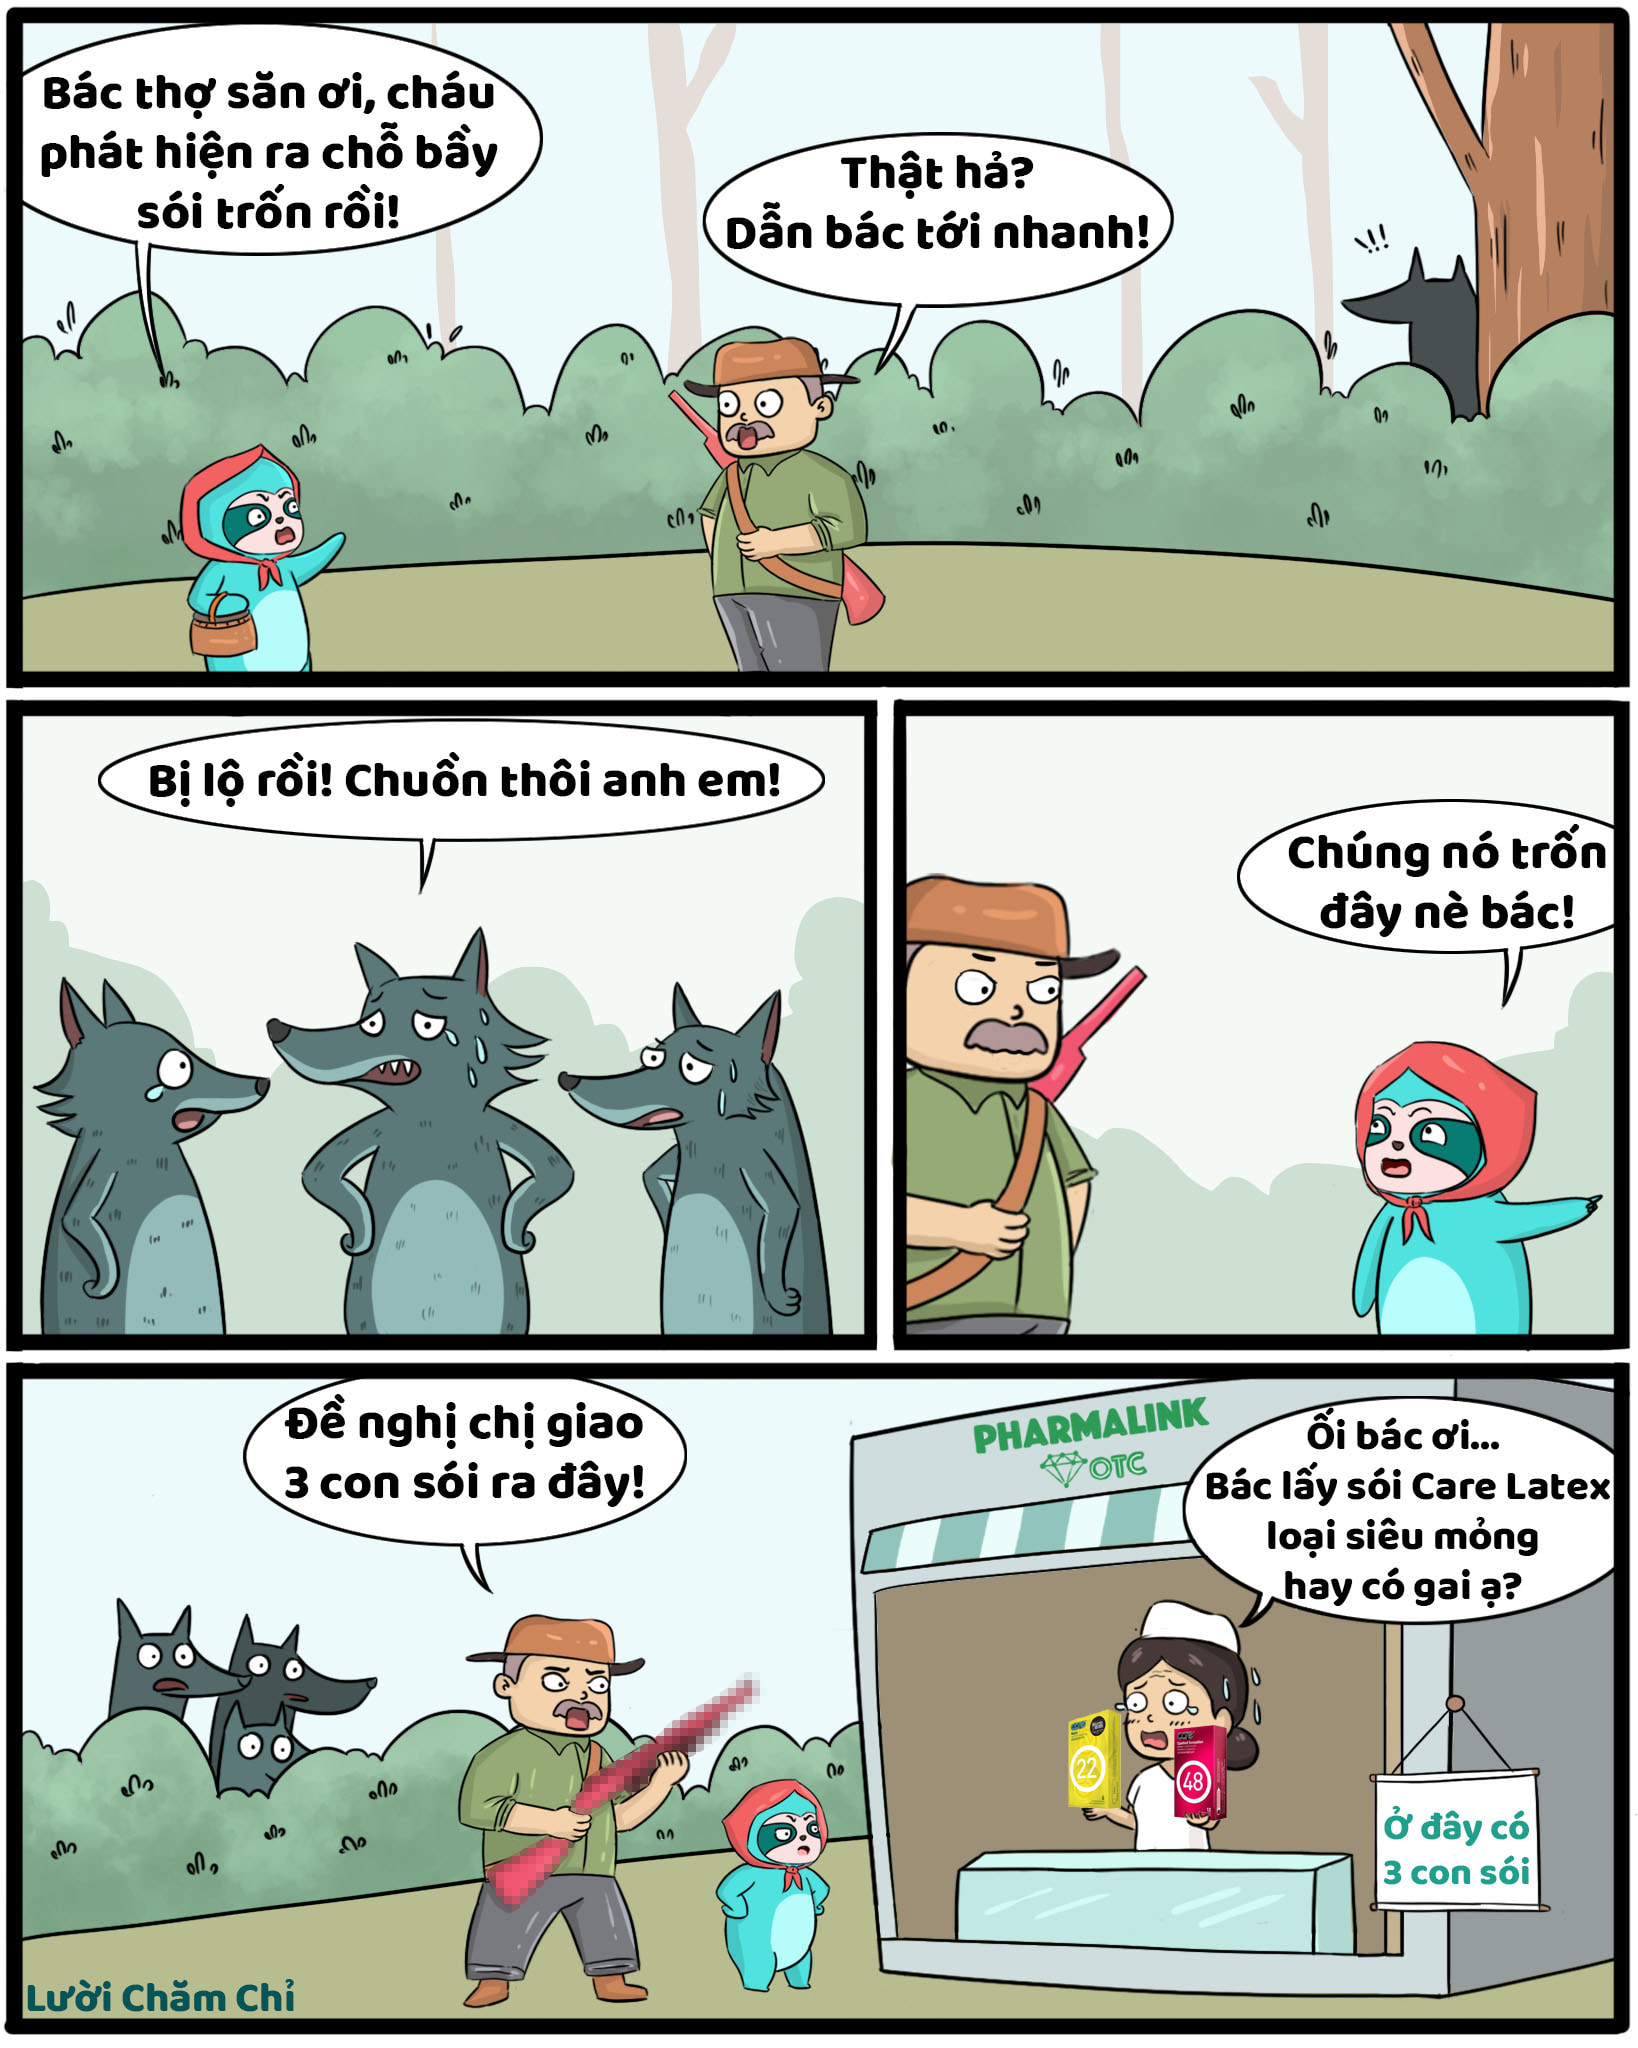 Bác thợ săn ơi, cháu
phát hiện ra chỗ bầy
sói trốn rồi!
Thật hả?
Dẫn bác tới nhanh!
!!!
Bị lộ rồi! Chuồn thôi anh em!
Chúng nó trốn
đây nè bác!
Đề nghị chị giao
3 con sói ra đây!
PHARMALINK
OTC
Ối bác ơi...
Bác lấy sói Care Latex
loại siêu mỏng
hay có gai ạ?
22
48
Ở đây có
3 con sói
Lười Chăm Chỉ